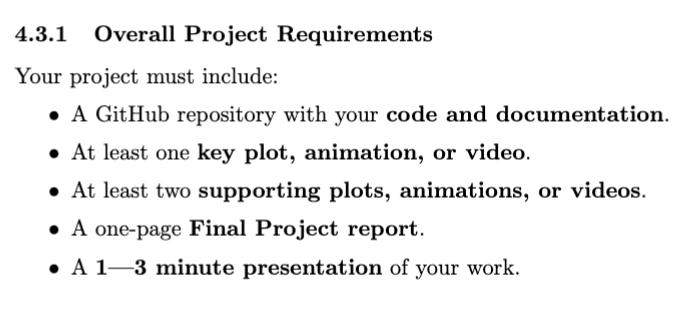 4.3.1 Overall Project Requirements
Your project must include:
• A GitHub repository with your code and documentation.
• At least one key plot, animation, or video.
• At least two supporting plots, animations, or videos.
• A one-page Final Project report.
• A 1—3 minute presentation of your work.